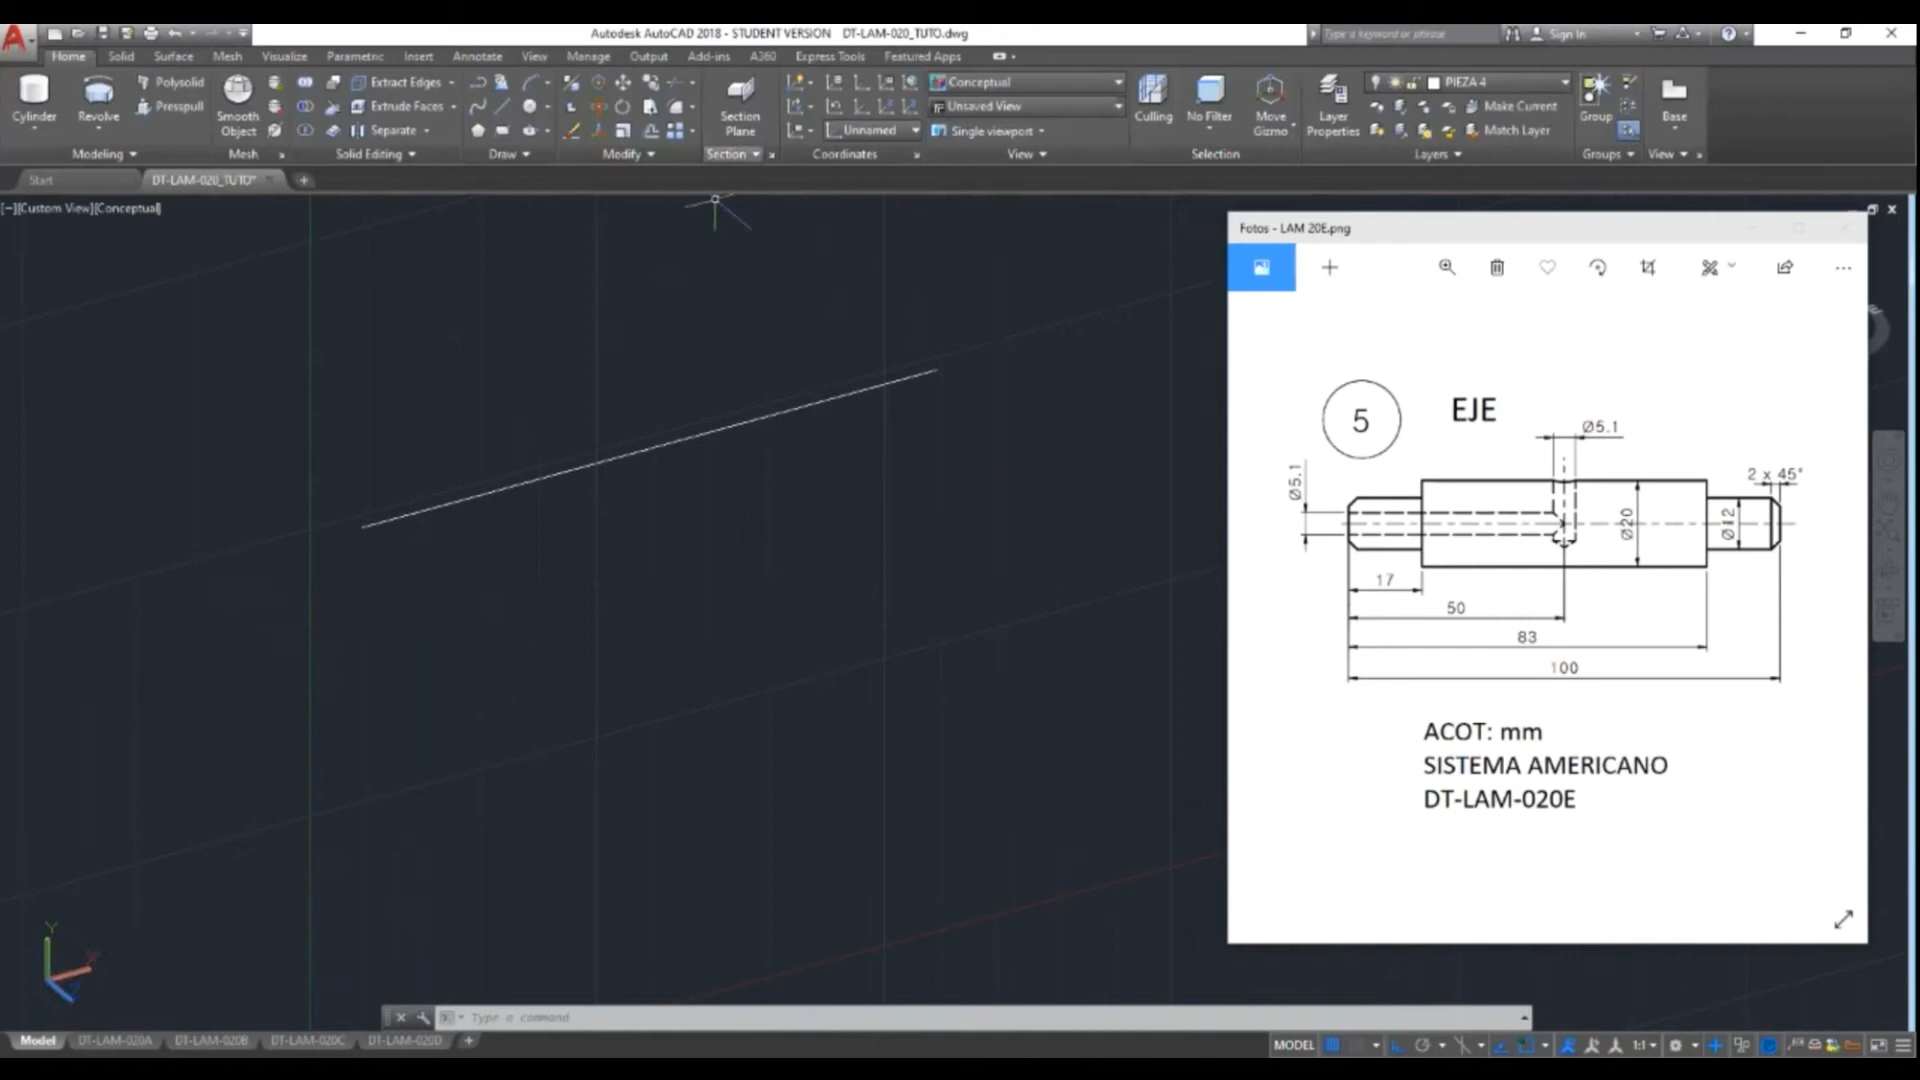 Autodesk AutoCAD 2018 - STUDENT VERSION DT-LAM-020_TUTO.dwg
Type a keyword or phrase
Sign In
Home Solid Surface Mesh Visualize Parametric Insert Annotate View Manage Output Add-ins A360 Express Tools Featured Apps
Polysolid Extract Edges Conceptual PIEZA 4
Presspull Extrude Faces Unsaved View Make Current
Cylinder Revolve Smooth Object Separate Section Plane Unnamed Single viewport Culling No Filter Move Gizmo Layer Properties Match Layer Group Base
Modeling Mesh Solid Editing Draw Modify Section Coordinates View Selection Layers Groups View
Start DT-LAM-020_TUTO*
[−][Custom View][Conceptual]
Fotos - LAM 20E.png
5 EJE
Ø5.1
Ø5.1
2 x 45°
Ø20
Ø12
17
50
83
100
ACOT: mm
SISTEMA AMERICANO
DT-LAM-020E
Y
X
Z
Type a command
Model DT-LAM-020A DT-LAM-020B DT-LAM-020C DT-LAM-020D
MODEL 1:1